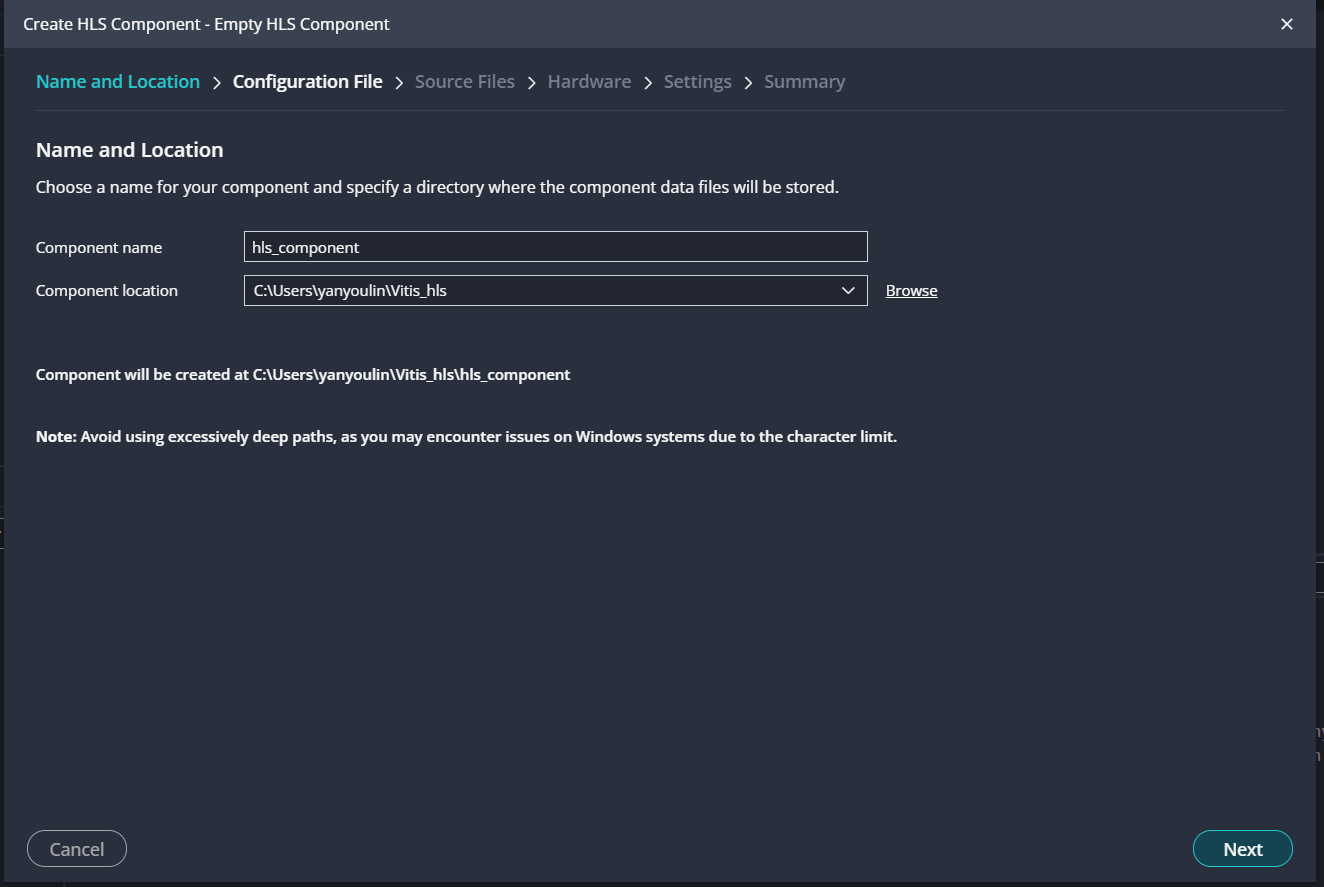 Create HLS Component - Empty HLS Component
Name and Location > Configuration File > Source Files > Hardware > Settings > Summary
Name and Location
Choose a name for your component and specify a directory where the component data files will be stored.
Component name hls_component
Component location C:\Users\yanyoulin\Vitis_hls Browse
Component will be created at C:\Users\yanyoulin\Vitis_hls\hls_component
Note: Avoid using excessively deep paths, as you may encounter issues on Windows systems due to the character limit.
Cancel Next